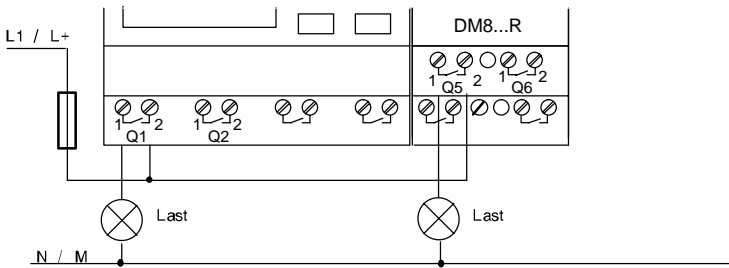 DM8...R
L1 / L+
1 Q5 2 1 Q6 2
1 Q1 2 1 Q2 2
Last Last
N / M